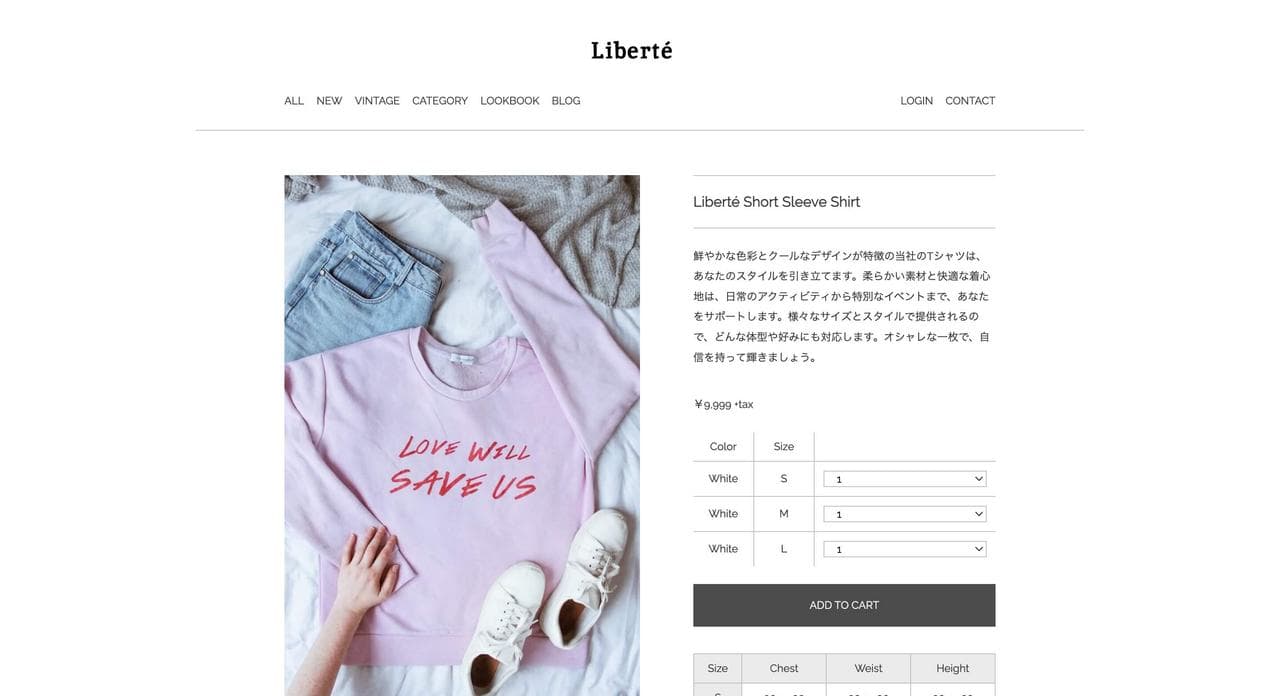 Liberté
ALL NEW VINTAGE CATEGORY LOOKBOOK BLOG LOGIN CONTACT
LOVE WILL
SAVE US
Liberté Short Sleeve Shirt
鮮やかな色彩とクールなデザインが特徴の当社のTシャツは、
あなたのスタイルを引き立てます。柔らかい素材と快適な着心
地は、日常のアクティビティから特別なイベントまで、あなた
をサポートします。様々なサイズとスタイルで提供されるの
で、どんな体型や好みにも対応します。オシャレな一枚で、自
信を持って輝きましょう。
￥9,999 +tax
Color Size
White S 1
White M 1
White L 1
ADD TO CART
Size Chest Weist Height